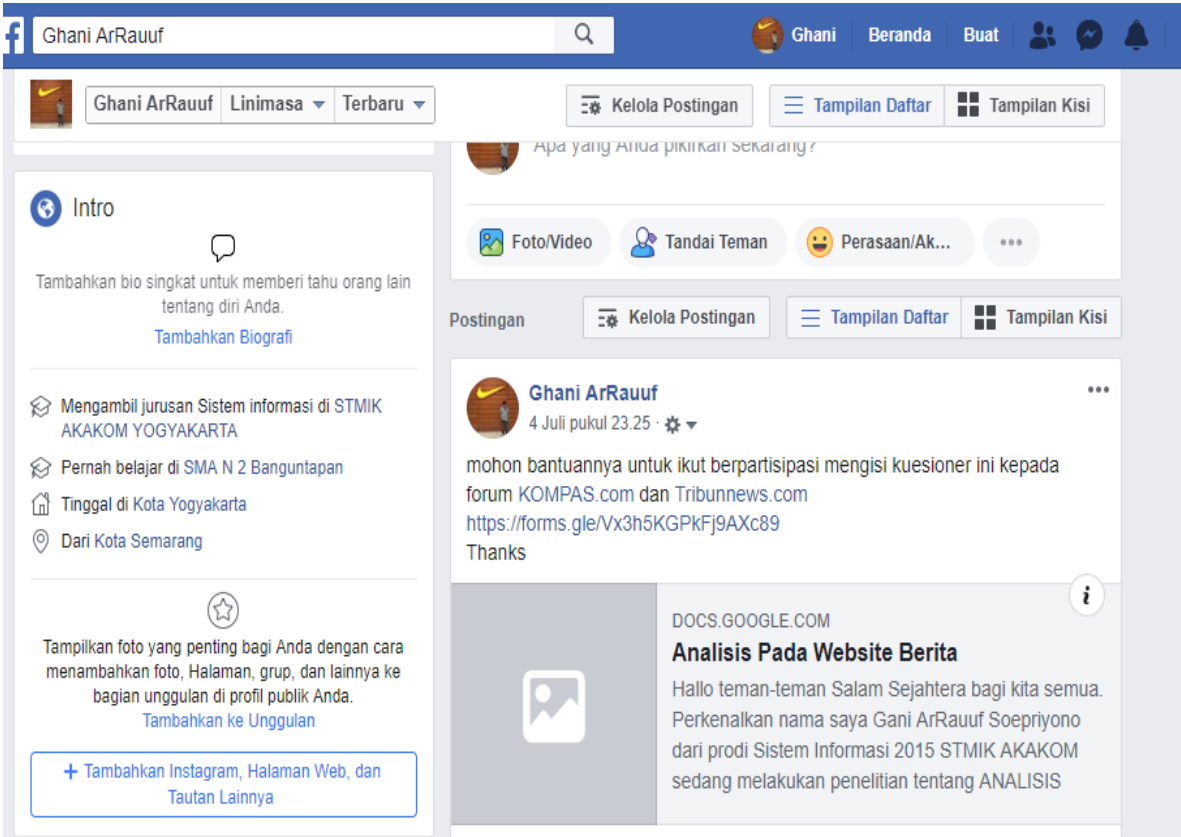 f Ghani ArRauuf Ghani Beranda Buat
Ghani ArRauuf Linimasa Terbaru Kelola Postingan Tampilan Daftar Tampilan Kisi
Apa yang Anda pikirkan sekarang?
Intro
Tambahkan bio singkat untuk memberi tahu orang lain
tentang diri Anda.
Tambahkan Biografi
Mengambil jurusan Sistem informasi di STMIK
AKAKOM YOGYAKARTA
Pernah belajar di SMA N 2 Banguntapan
Tinggal di Kota Yogyakarta
Dari Kota Semarang
Tampilkan foto yang penting bagi Anda dengan cara
menambahkan foto, Halaman, grup, dan lainnya ke
bagian unggulan di profil publik Anda.
Tambahkan ke Unggulan
+ Tambahkan Instagram, Halaman Web, dan
Tautan Lainnya
Foto/Video Tandai Teman Perasaan/Ak... •••
Postingan Kelola Postingan Tampilan Daftar Tampilan Kisi
Ghani ArRauuf •••
4 Juli pukul 23.25 ·
mohon bantuannya untuk ikut berpartisipasi mengisi kuesioner ini kepada
forum KOMPAS.com dan Tribunnews.com
https://forms.gle/Vx3h5KGPkFj9AXc89
Thanks
i
DOCS.GOOGLE.COM
Analisis Pada Website Berita
Hallo teman-teman Salam Sejahtera bagi kita semua.
Perkenalkan nama saya Gani ArRauuf Soepriyono
dari prodi Sistem Informasi 2015 STMIK AKAKOM
sedang melakukan penelitian tentang ANALISIS